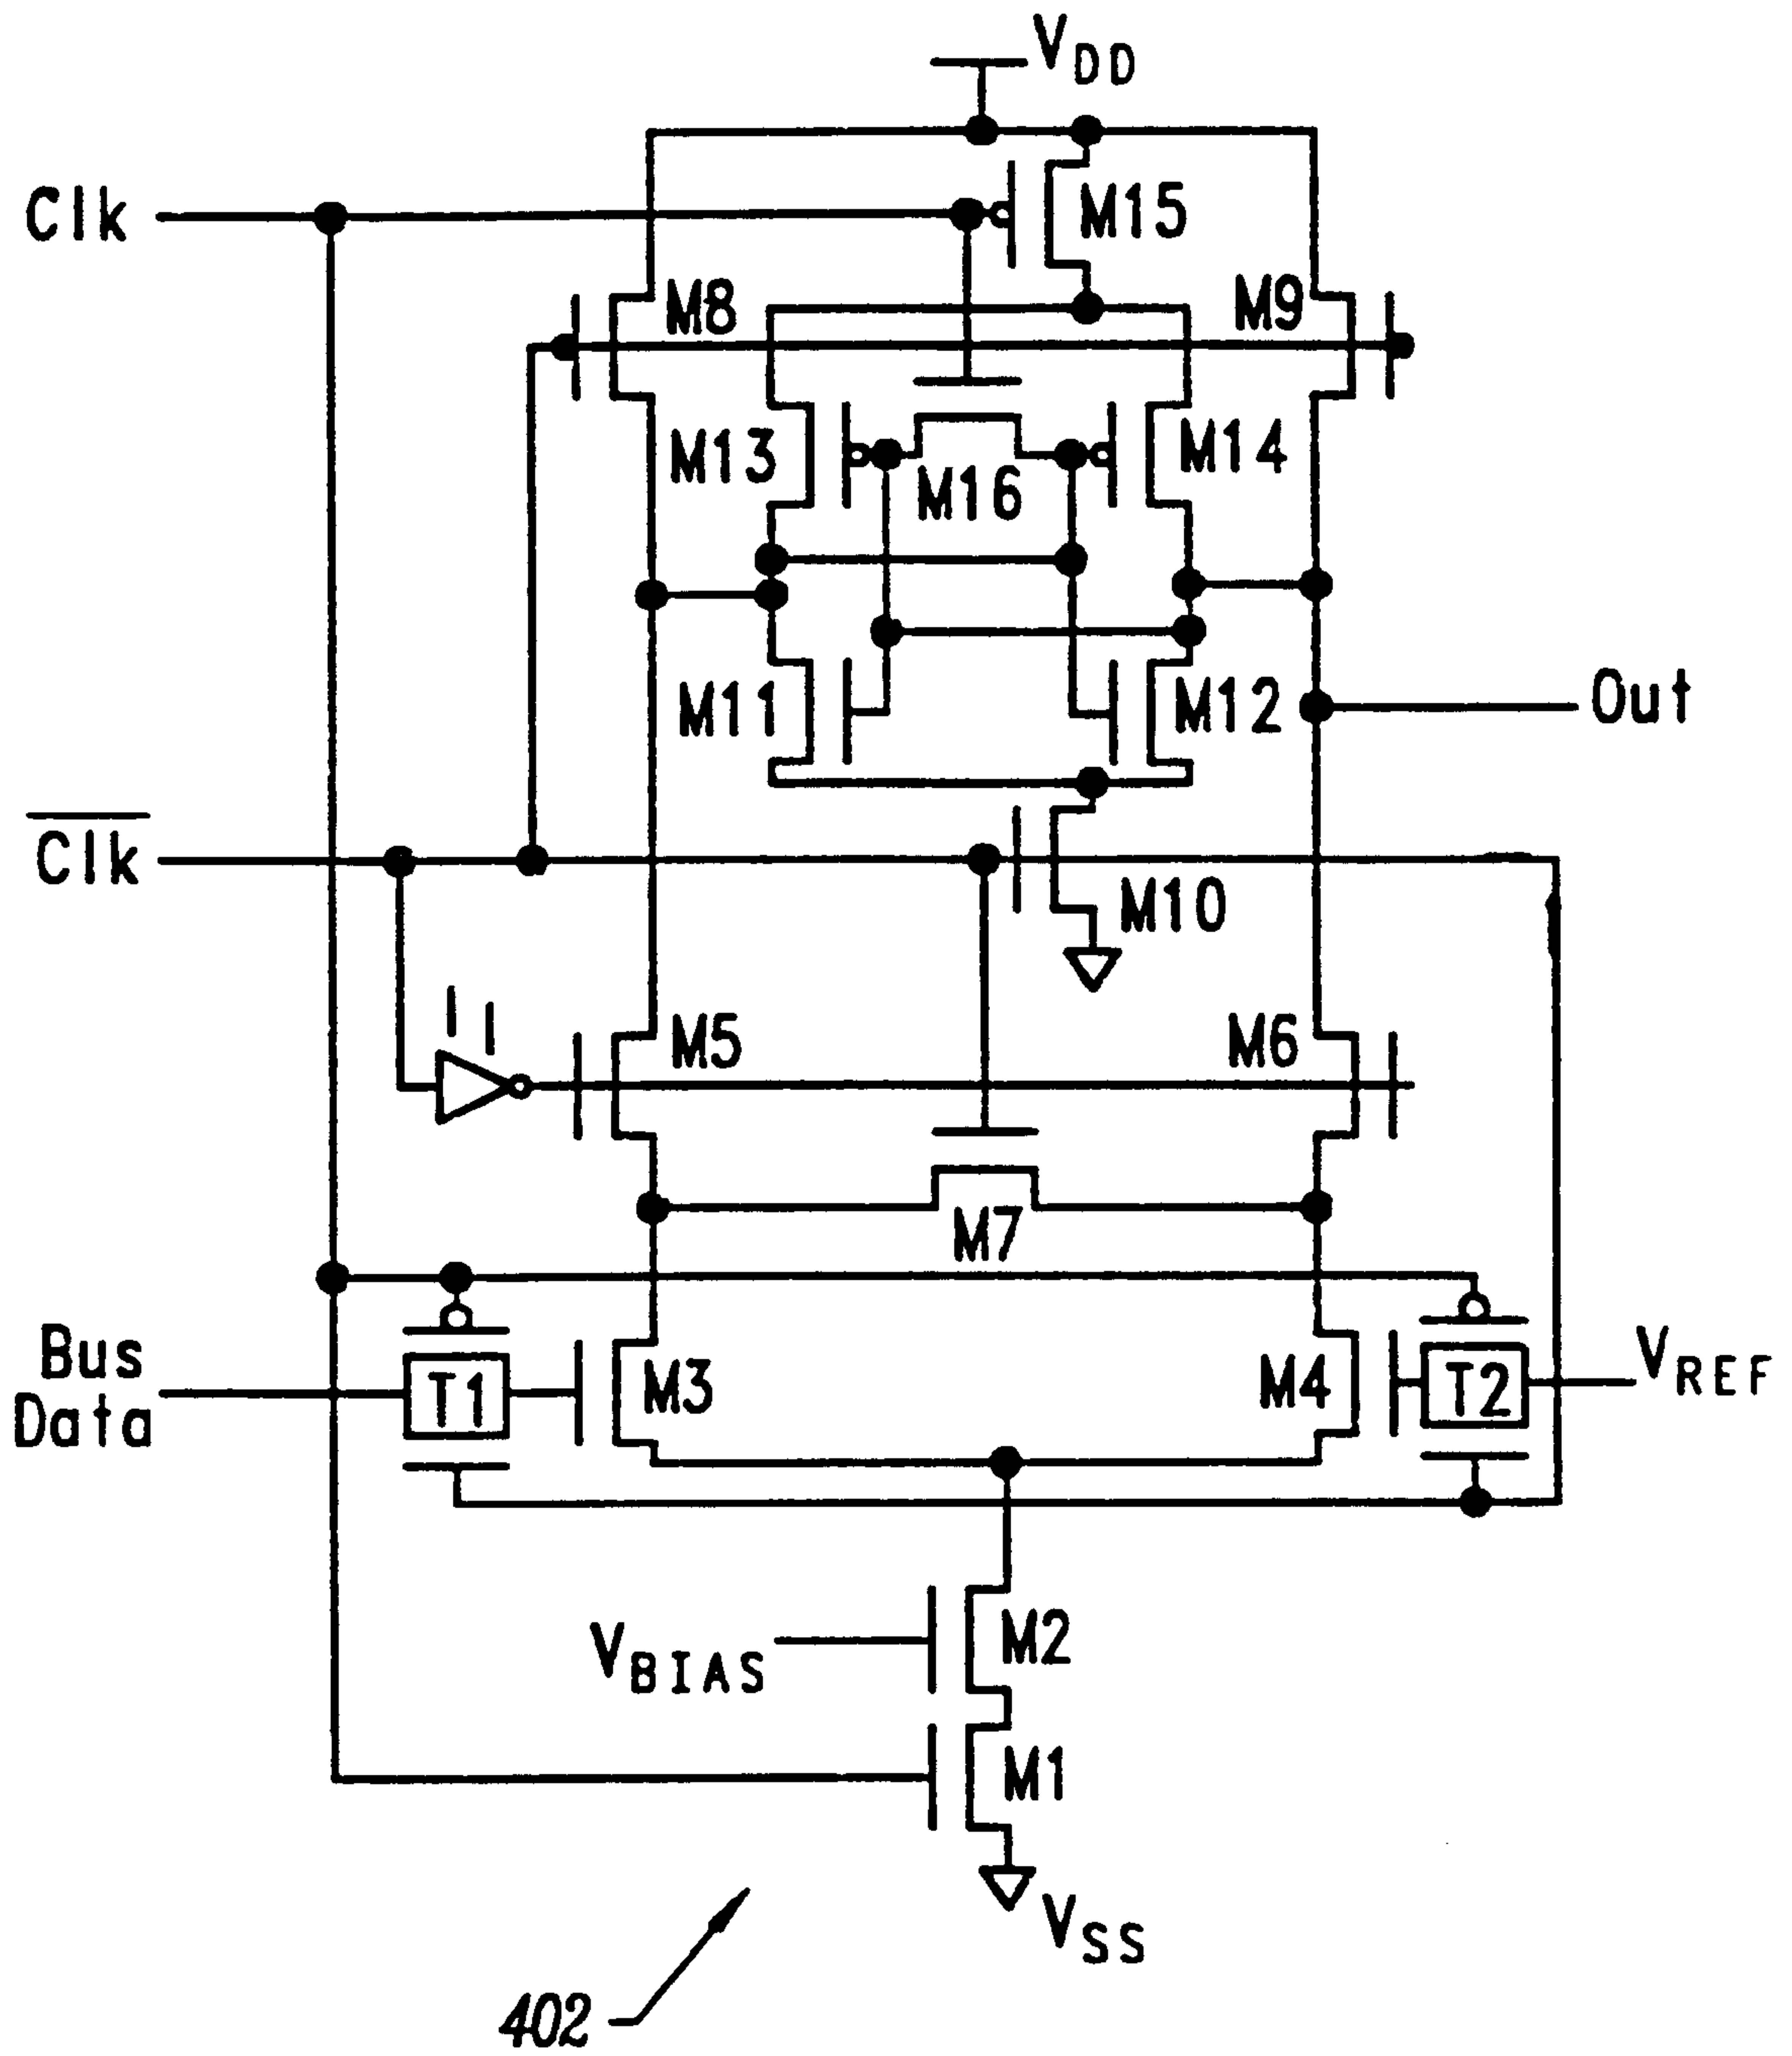 V_DD
Clk
M15
M8
M9
M13
M14
M16
M11
M12
Out
C̅l̅k̅
M10
I1
M5
M6
M7
Bus
Data
T1
M3
M4
T2
V_REF
V_BIAS
M2
M1
V_SS
402